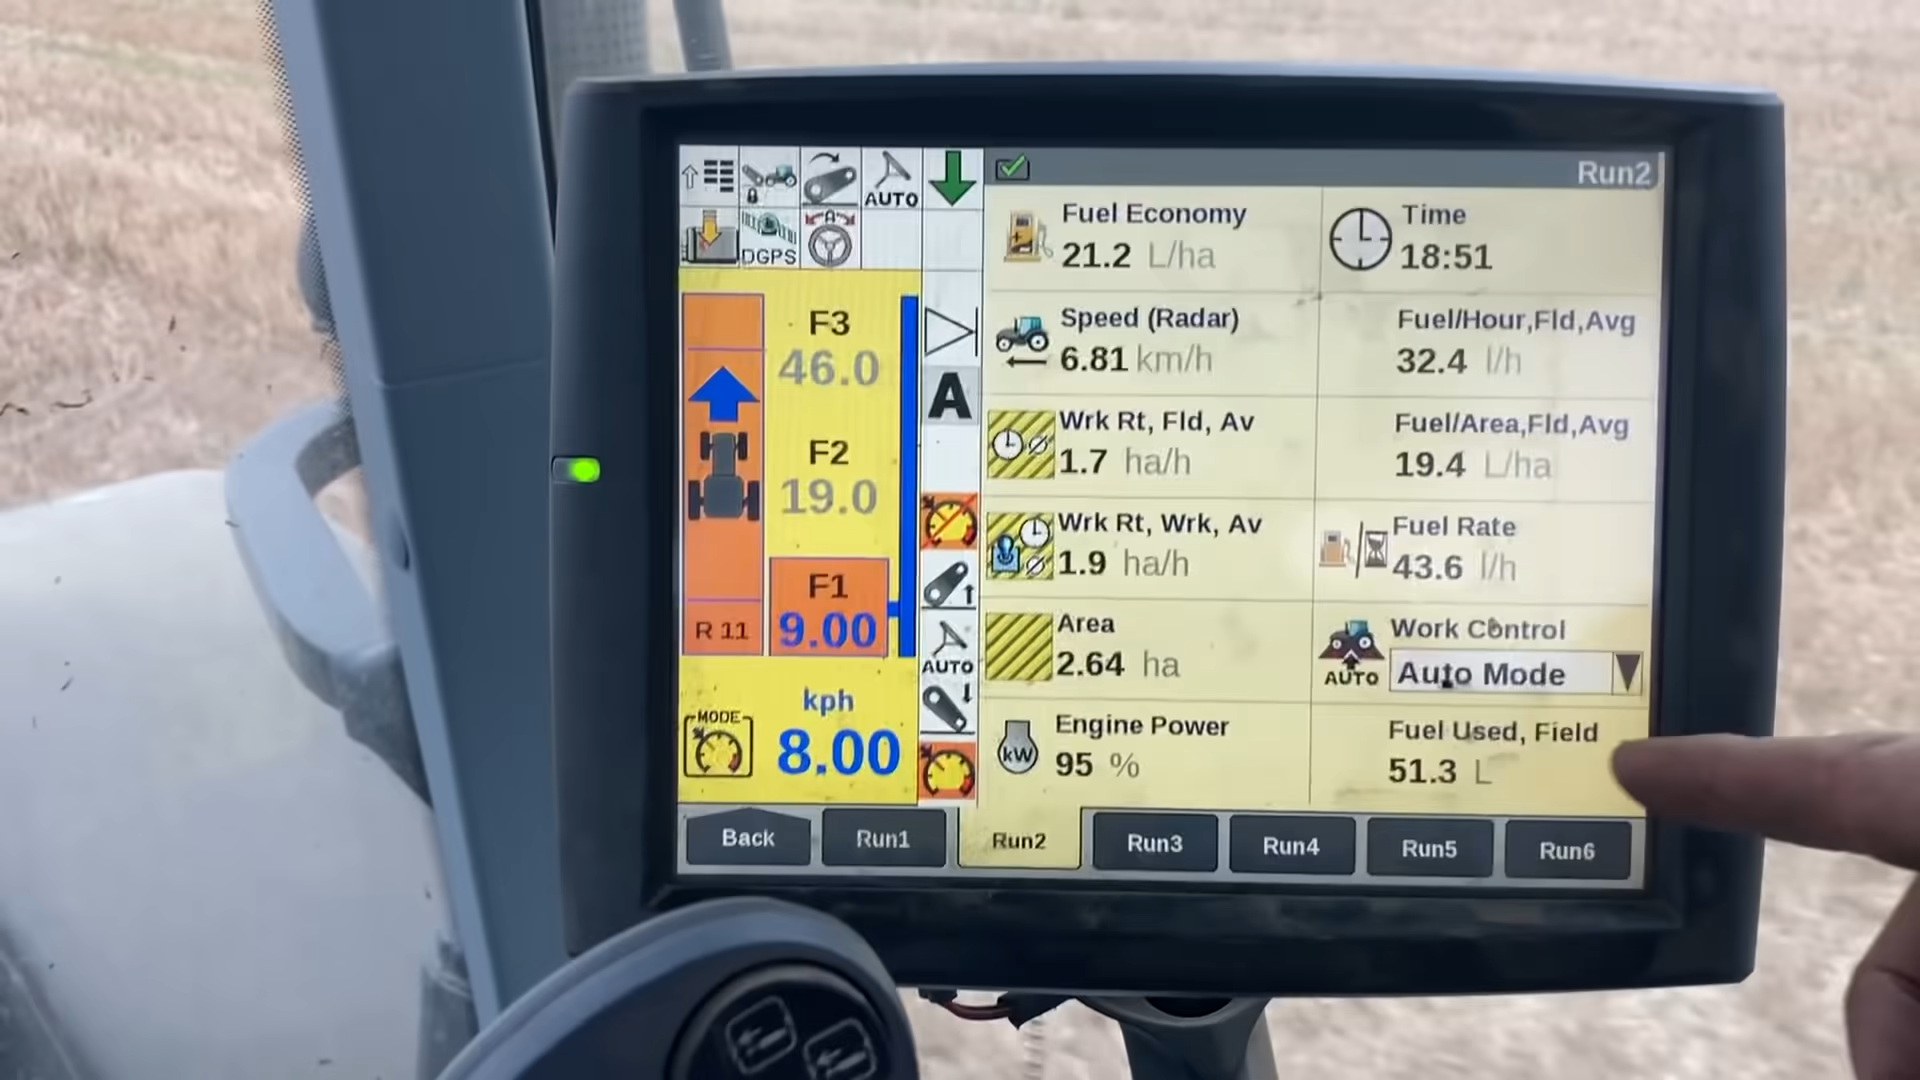 AUTO
DGPS
A
F3
46.0
F2
19.0
F1
9.00
R 11
kph
8.00
MODE
A
AUTO
Run2
Fuel Economy
21.2 L/ha
Time
18:51
Speed (Radar)
6.81 km/h
Fuel/Hour,Fld,Avg
32.4 l/h
Wrk Rt, Fld, Av
1.7 ha/h
Fuel/Area,Fld,Avg
19.4 L/ha
Wrk Rt, Wrk, Av
1.9 ha/h
Fuel Rate
43.6 l/h
Area
2.64 ha
Work Control
AUTO
Auto Mode
kW
Engine Power
95 %
Fuel Used, Field
51.3 L
Back
Run1
Run2
Run3
Run4
Run5
Run6